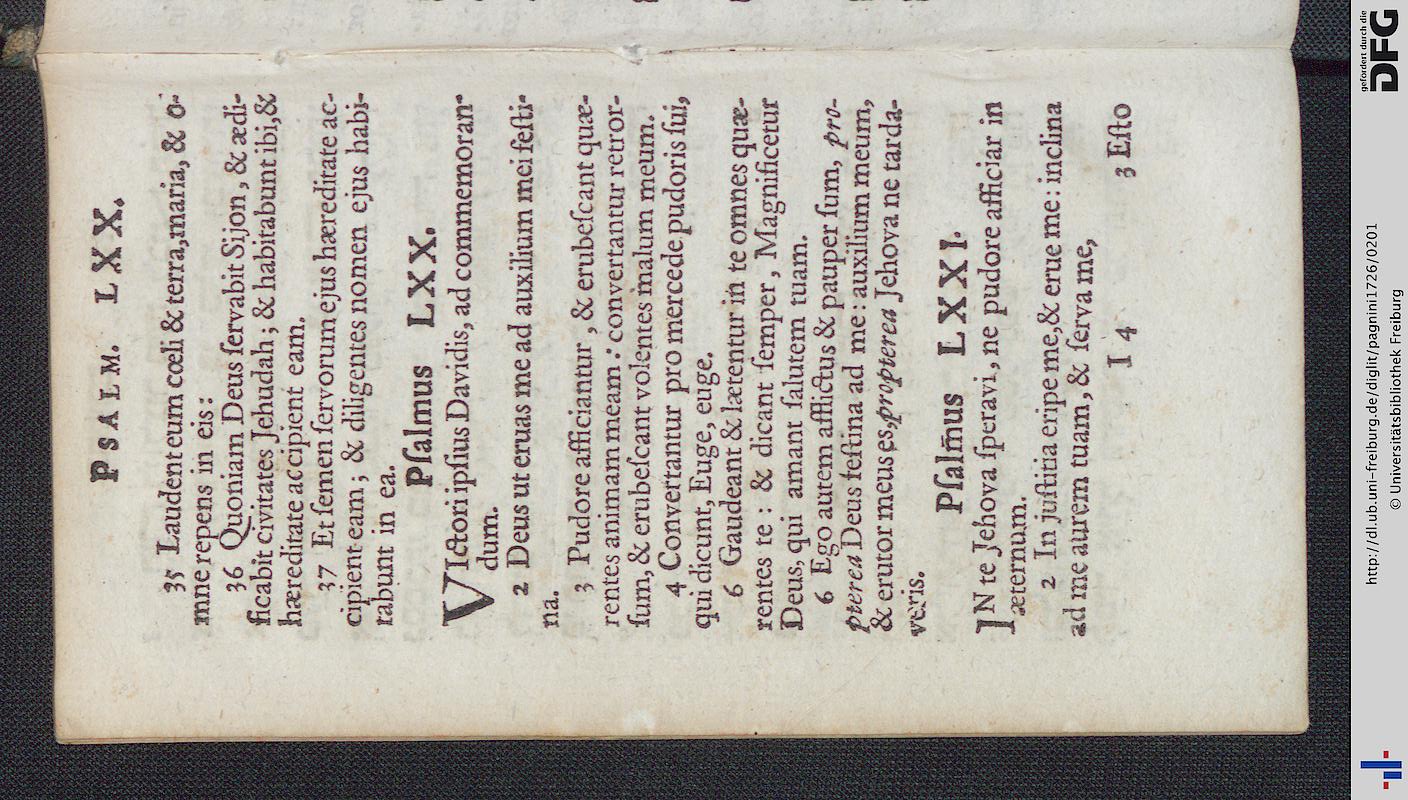 PSALM. LXX.
35 Laudent eum cœli & terra, maria, & o-
mne repens in eis:
36 Quoniam Deus ſervabit Sijon, & ædi-
ficabit civitates Jehudah; & habitabunt ibi, &
hæreditate accipient eam.
37 Et ſemen ſervorum ejus hæreditate ac-
cipient eam; & diligentes nomen ejus habi-
tabunt in ea.
Pſalmus LXX.
VIctori ipſius Davidis, ad commemoran-
dum.
2 Deus ut eruas me ad auxilium mei feſti-
na.
3 Pudore afficiantur, & erubeſcant quæ-
rentes animam meam: convertantur retror-
ſum, & erubeſcant volentes malum meum.
4 Convertantur pro mercede pudoris ſui,
qui dicunt, Euge, euge.
6 Gaudeant & lætentur in te omnes quæ-
rentes te: & dicant ſemper, Magnificetur
Deus, qui amant ſalutem tuam.
6 Ego autem afflictus & pauper ſum, pro-
pterea Deus feſtina ad me: auxilium meum,
& erutor meus es, propterea Jehova ne tarda-
veris.
Pſalm̄us LXXI.
IN te Jehova ſperavi, ne pudore afficiar in
æternum.
2 In juſtitia eripe me, & erue me: inclina
ad me aurem tuam, & ſerva me,
I 4
3 Eſto
http://dl.ub.uni-freiburg.de/diglit/pagnini1726/0201
© Universitätsbibliothek Freiburg
gefördert durch die
DFG